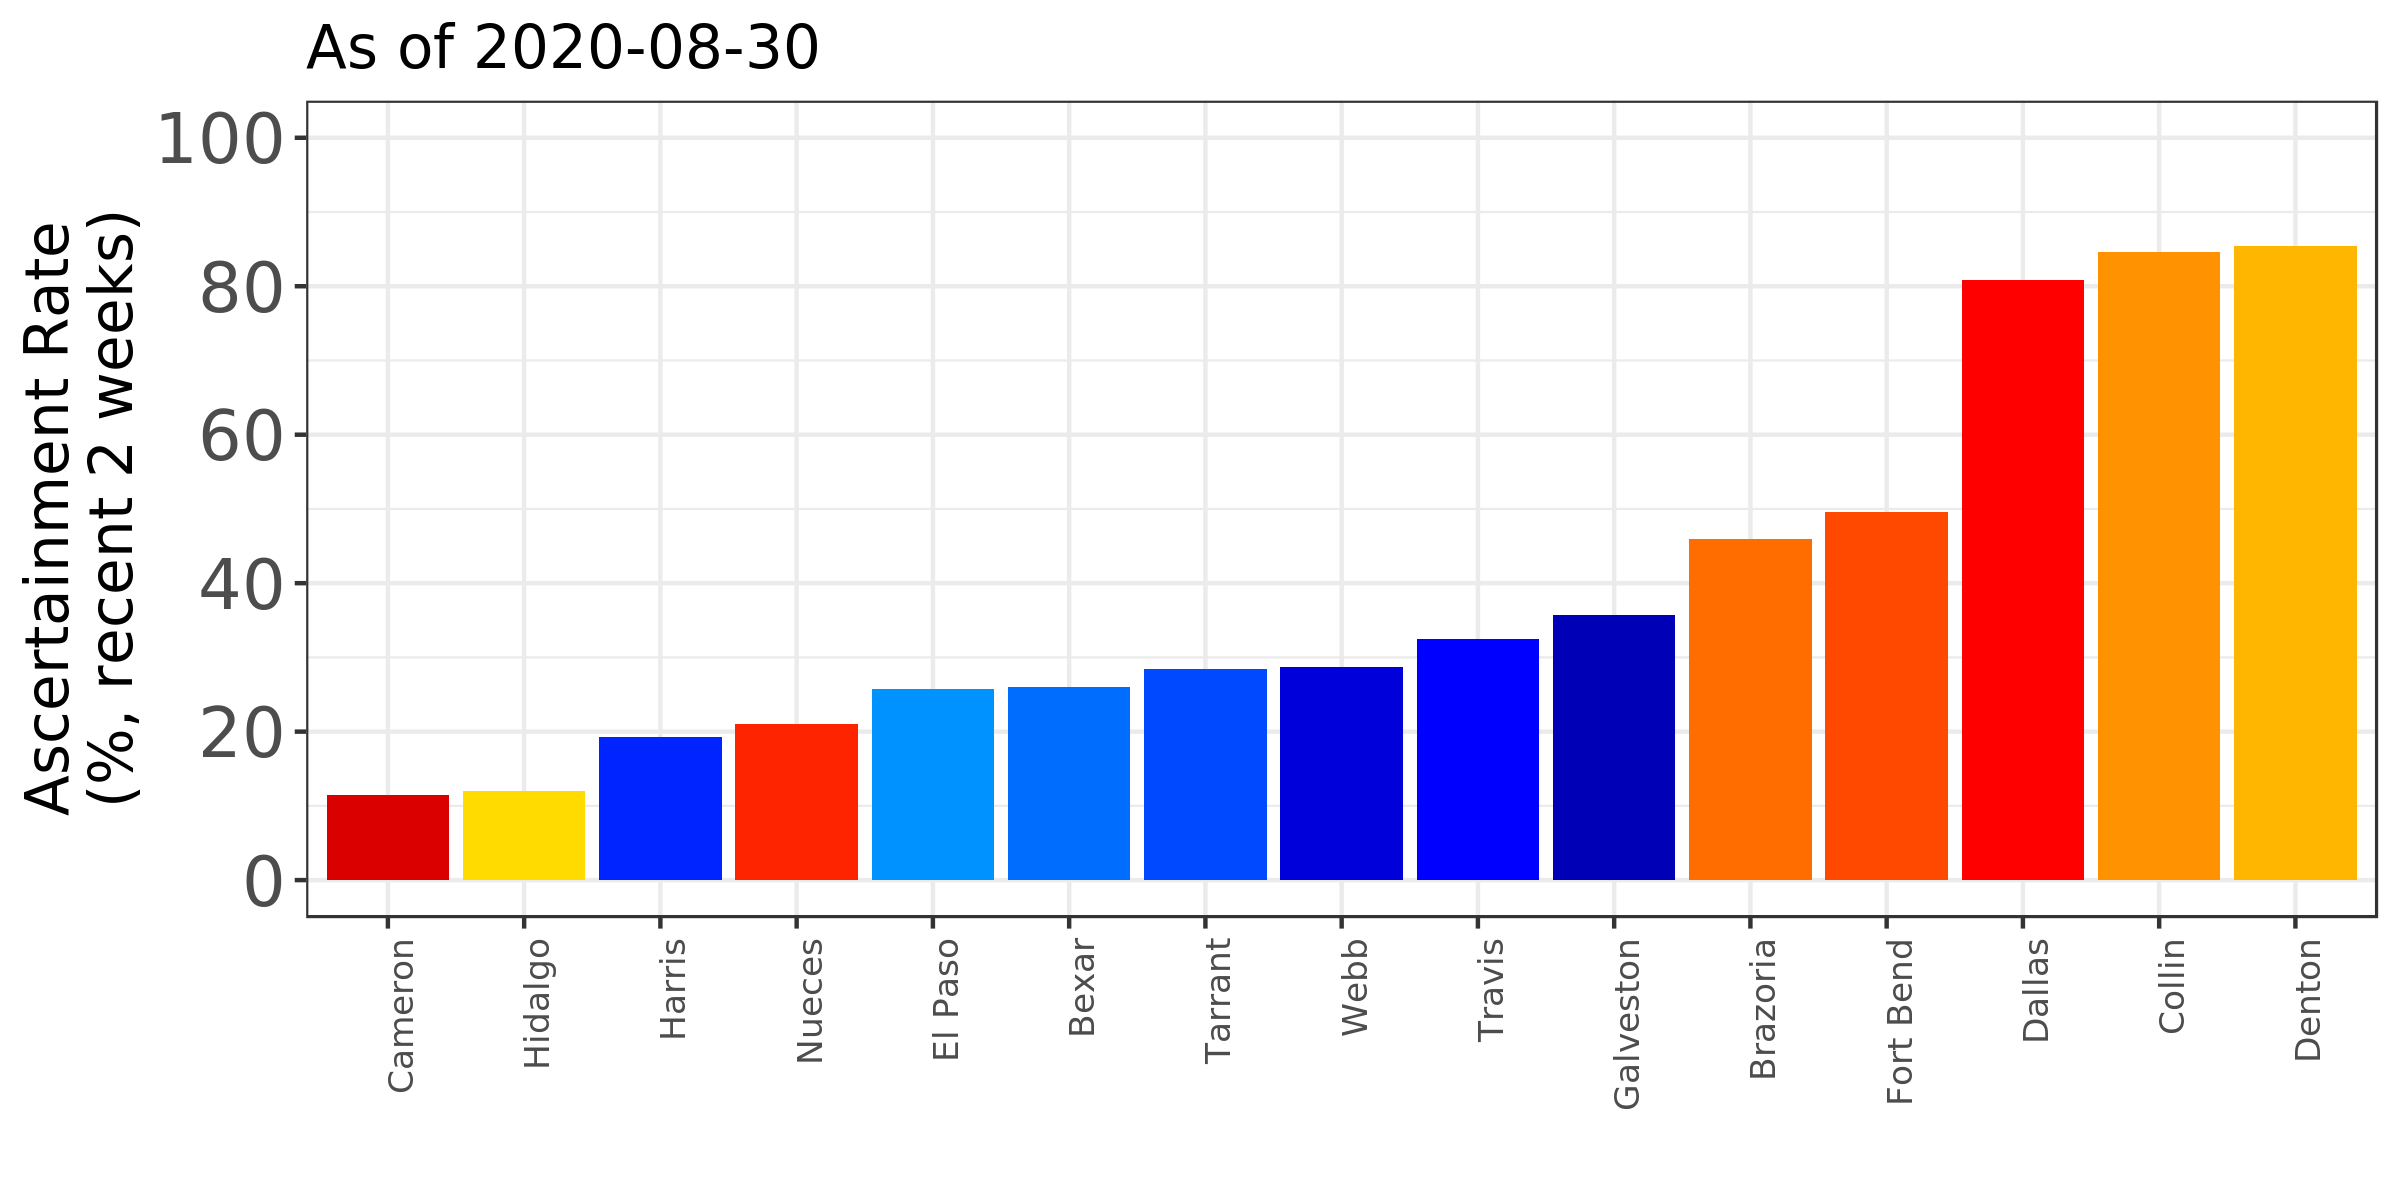 As of 2020-08-30
Ascertainment Rate
(%, recent 2 weeks)
100
80
60
40
20
0
Cameron
Hidalgo
Harris
Nueces
El Paso
Bexar
Tarrant
Webb
Travis
Galveston
Brazoria
Fort Bend
Dallas
Collin
Denton